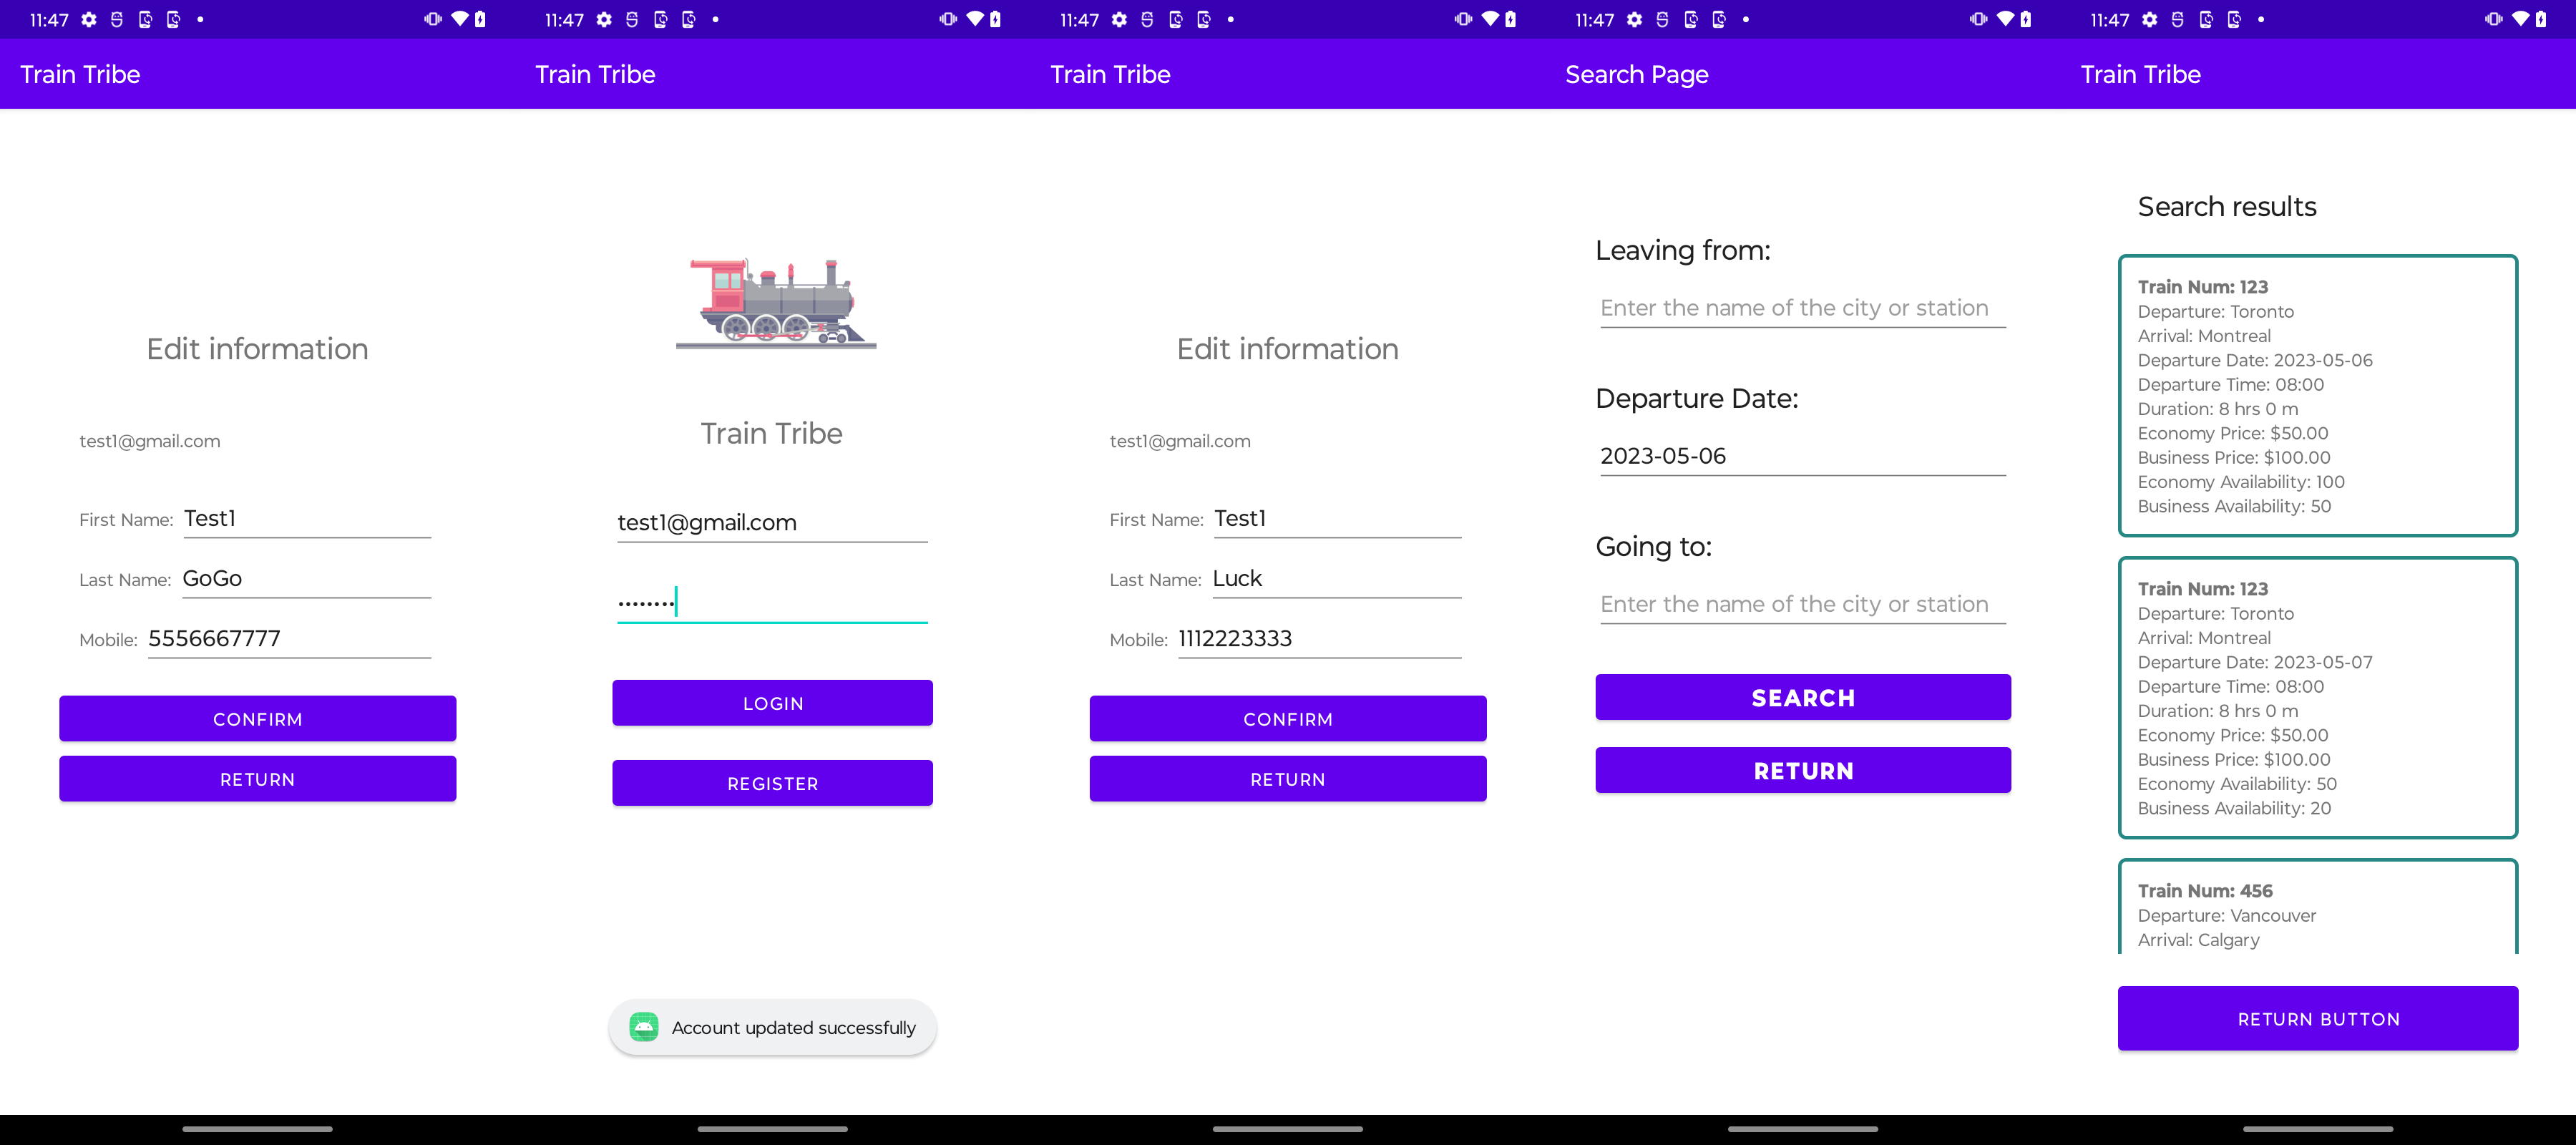 11:47
Train Tribe
Edit information
test1@gmail.com
First Name: Test1
Last Name: GoGo
Mobile: 5556667777
CONFIRM
RETURN
11:47
Train Tribe
Train Tribe
test1@gmail.com
........
LOGIN
REGISTER
Account updated successfully
11:47
Train Tribe
Edit information
test1@gmail.com
First Name: Test1
Last Name: Luck
Mobile: 1112223333
CONFIRM
RETURN
11:47
Search Page
Leaving from:
Enter the name of the city or station
Departure Date:
2023-05-06
Going to:
Enter the name of the city or station
SEARCH
RETURN
11:47
Train Tribe
Search results
Train Num: 123
Departure: Toronto
Arrival: Montreal
Departure Date: 2023-05-06
Departure Time: 08:00
Duration: 8 hrs 0 m
Economy Price: $50.00
Business Price: $100.00
Economy Availability: 100
Business Availability: 50
Train Num: 123
Departure: Toronto
Arrival: Montreal
Departure Date: 2023-05-07
Departure Time: 08:00
Duration: 8 hrs 0 m
Economy Price: $50.00
Business Price: $100.00
Economy Availability: 50
Business Availability: 20
Train Num: 456
Departure: Vancouver
Arrival: Calgary
RETURN BUTTON